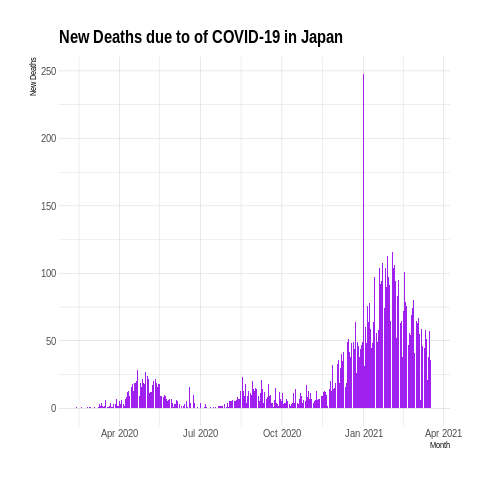 New Deaths due to of COVID-19 in Japan
New Deaths
250
200
150
100
50
0
Apr 2020 Jul 2020 Oct 2020 Jan 2021 Apr 2021
Month